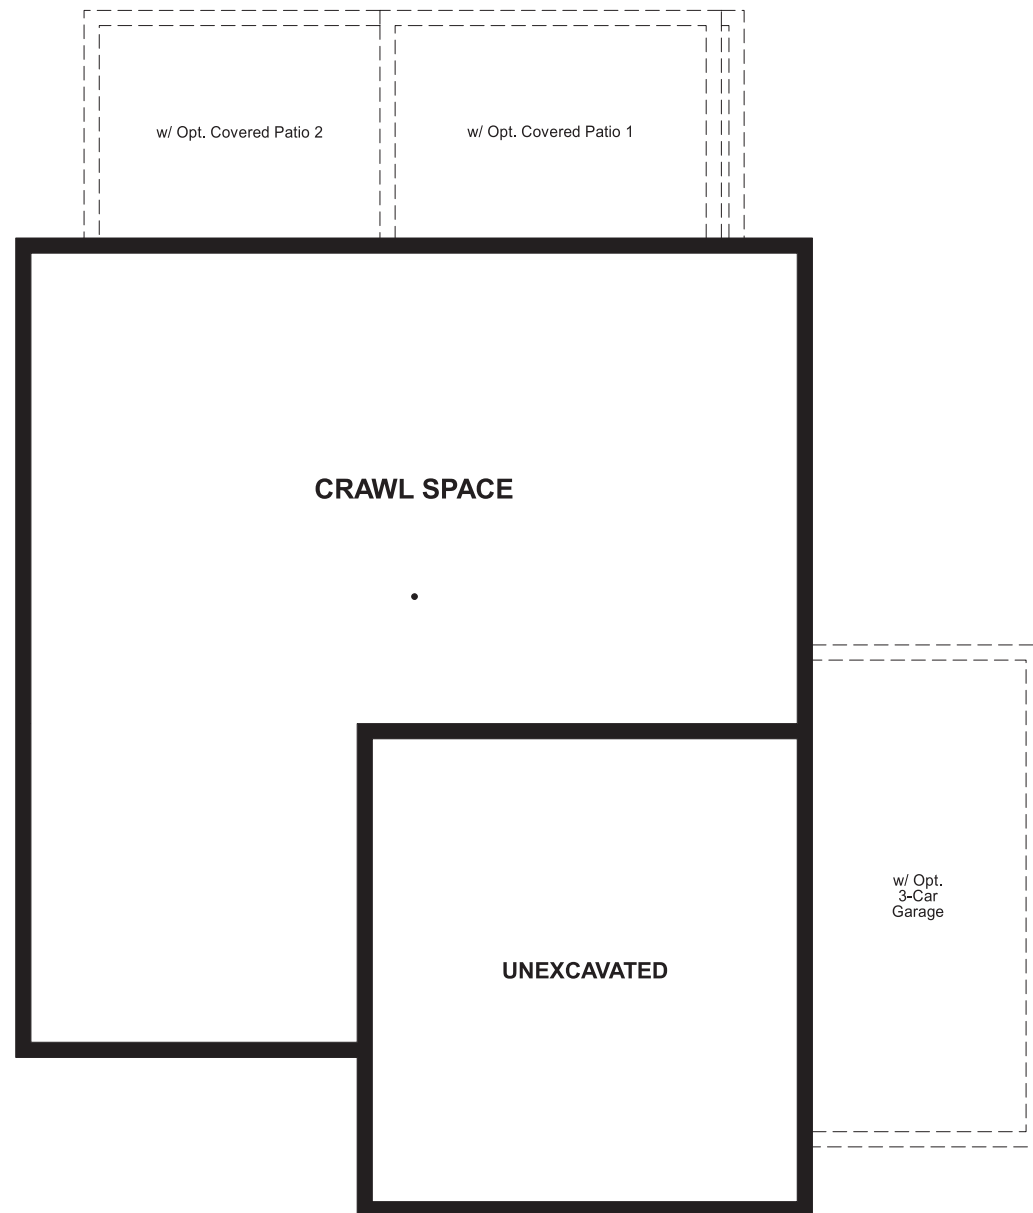 w/ Opt. Covered Patio 2
w/ Opt. Covered Patio 1
CRAWL SPACE
w/ Opt.
3-Car
Garage
UNEXCAVATED